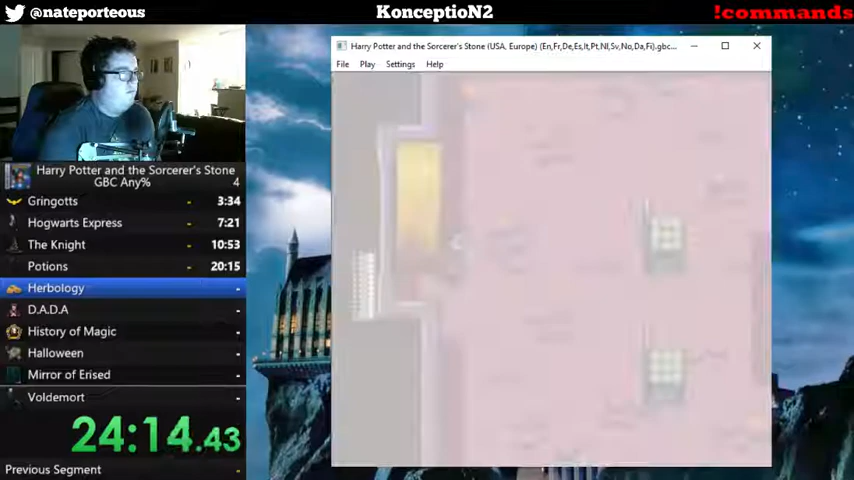 @nateporteous
KonceptioN2
!commands
Harry Potter and the Sorcerer's Stone (USA, Europe) (En,Fr,De,Es,It,Pt,Nl,Sv,No,Da,Fi).gbc...
File Play Settings Help
Harry Potter and the Sorcerer's Stone
GBC Any% 4
Gringotts - 3:34
Hogwarts Express - 7:21
The Knight - 10:53
Potions - 20:15
Herbology -
D.A.D.A -
History of Magic -
Halloween -
Mirror of Erised -
Voldemort -
24:14.43
Previous Segment -